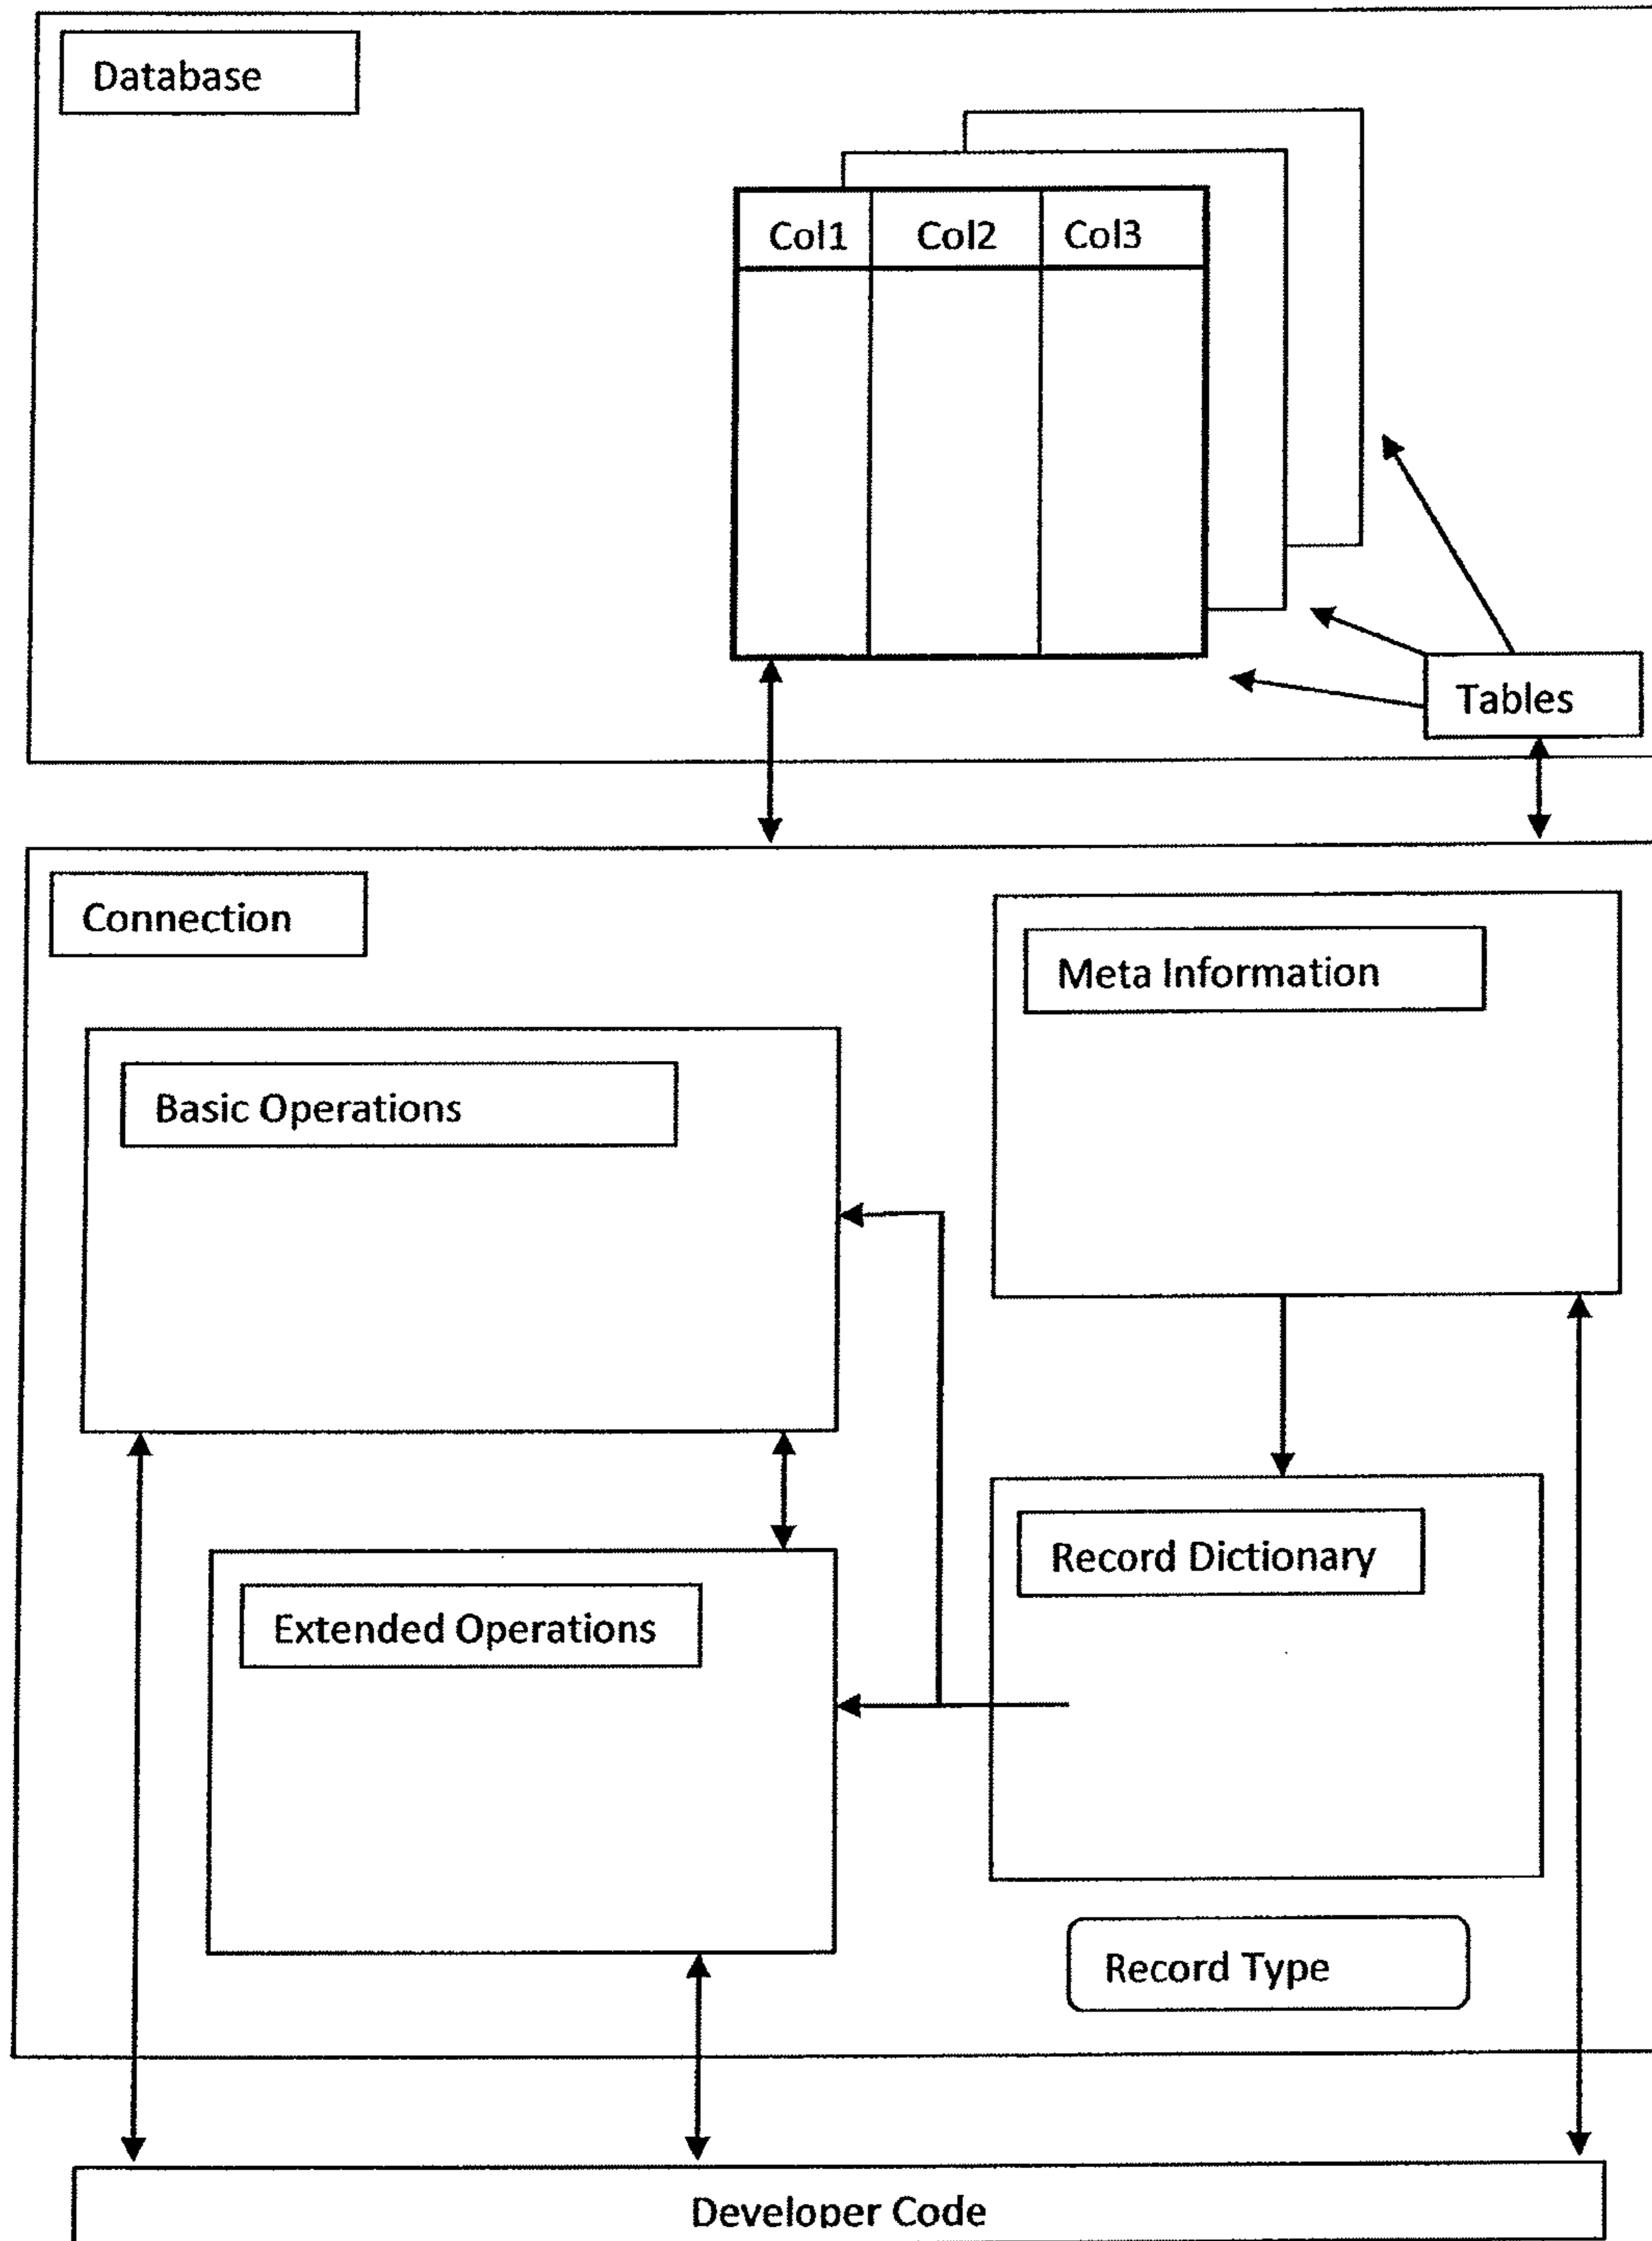 Database
Col1 Col2 Col3
Tables
Connection
Meta Information
Basic Operations
Record Dictionary
Extended Operations
Record Type
Developer Code